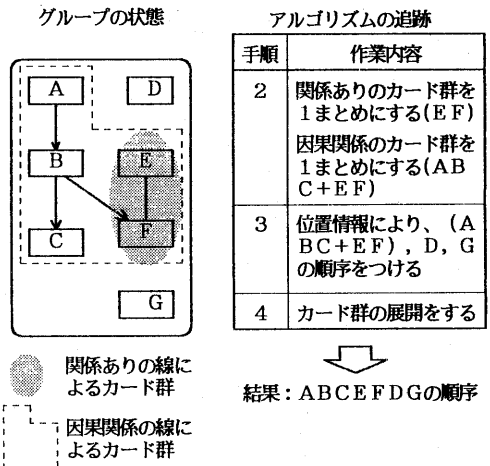 グループの状態
A
D
B
E
C
F
G
関係ありの線に
よるカード群
因果関係の線に
よるカード群
アルゴリズムの追跡
手順 作業内容
2 関係ありのカード群を
1まとめにする(EF)
因果関係のカード群を
1まとめにする(AB
C+EF)
3 位置情報により、(A
BC+EF),D,G
の順序をつける
4 カード群の展開をする
結果:ABCEFDGの順序